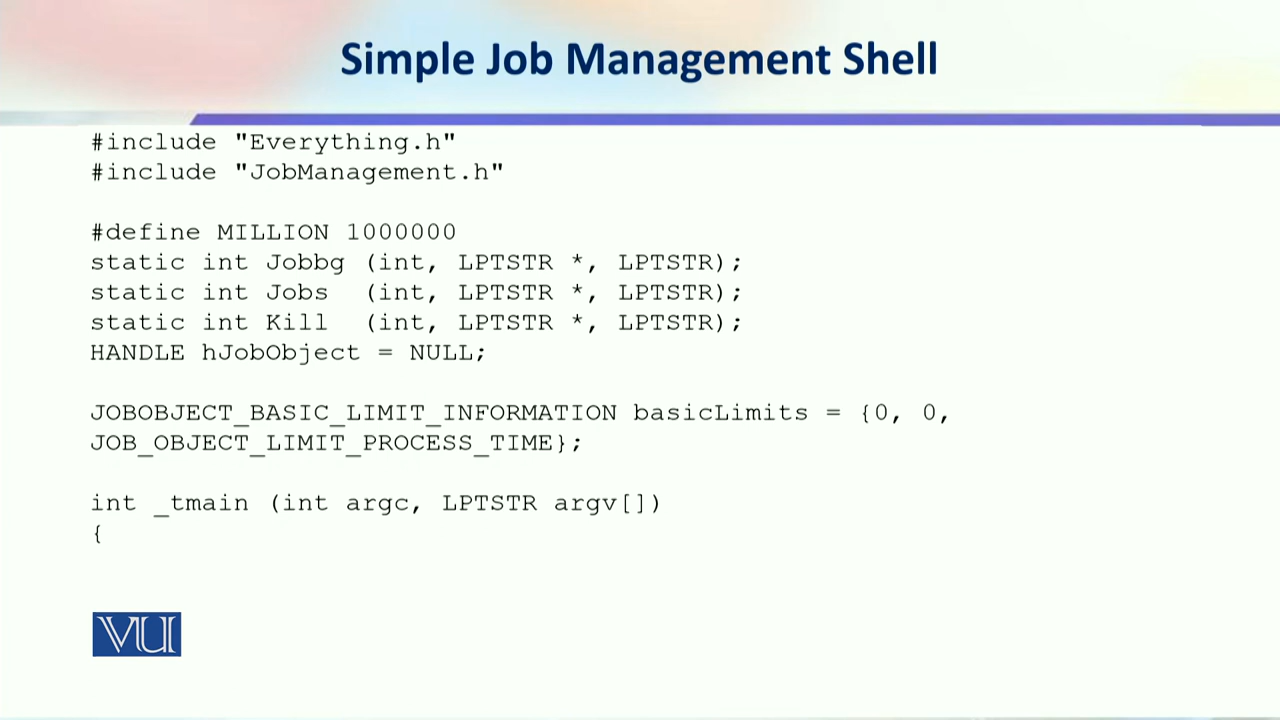 Simple Job Management Shell
#include "Everything.h"
#include "JobManagement.h"
#define MILLION 1000000
static int Jobbg (int, LPTSTR *, LPTSTR);
static int Jobs  (int, LPTSTR *, LPTSTR);
static int Kill  (int, LPTSTR *, LPTSTR);
HANDLE hJobObject = NULL;
JOBOBJECT_BASIC_LIMIT_INFORMATION basicLimits = {0, 0,
JOB_OBJECT_LIMIT_PROCESS_TIME};
int _tmain (int argc, LPTSTR argv[])
{
VU